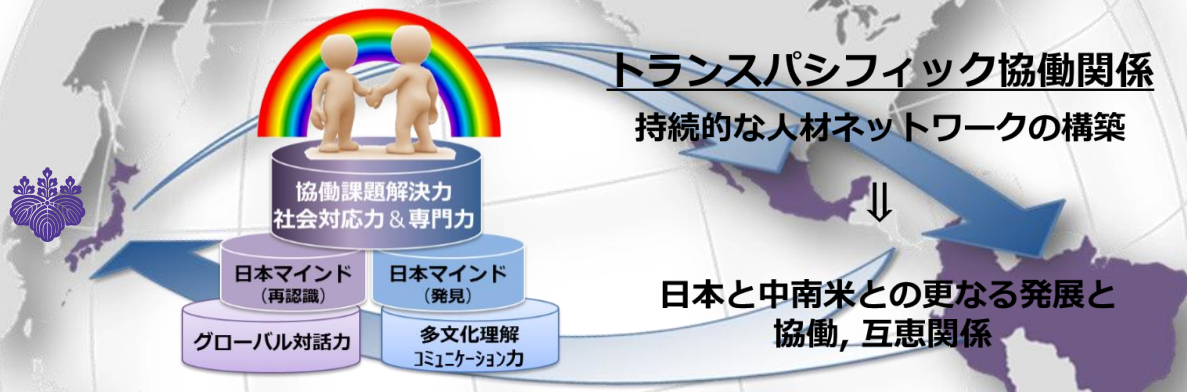 トランスパシフィック協働関係
持続的な人材ネットワークの構築
⇓
日本と中南米との更なる発展と
協働, 互恵関係
協働課題解決力
社会対応力＆専門力
日本マインド
（再認識）
日本マインド
（発見）
グローバル対話力
多文化理解
ｺﾐｭﾆｹｰｼｮﾝ力